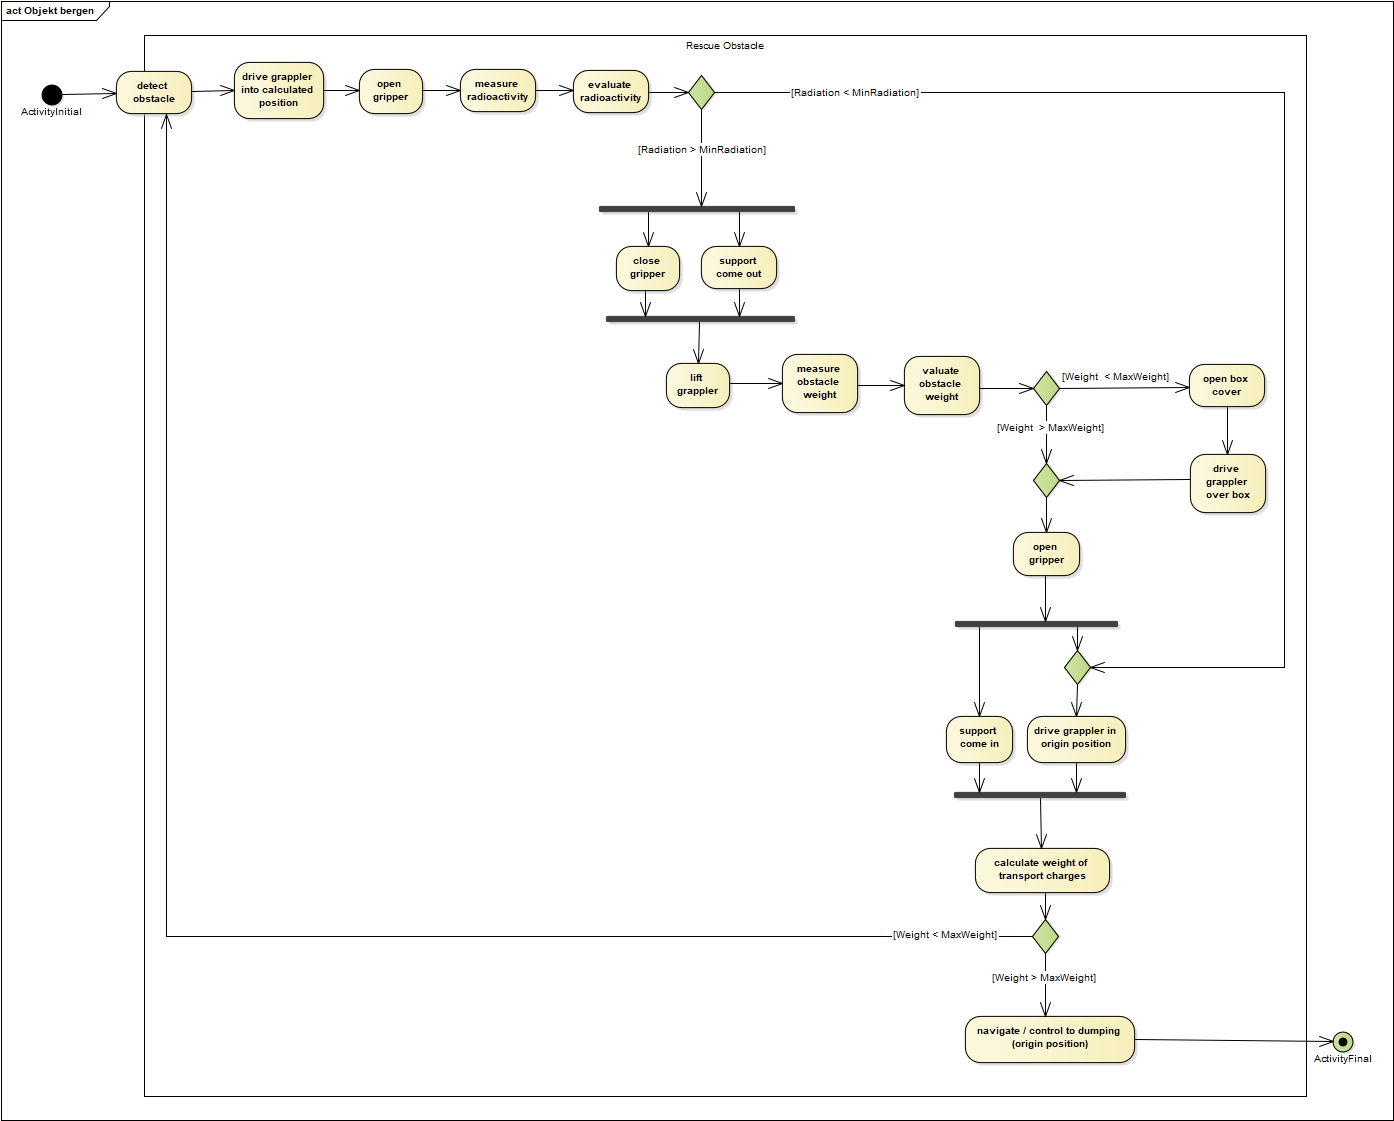 act Objekt bergen
Rescue Obstacle
ActivityInitial
detect
obstacle
drive grappler
into calculated
position
open
gripper
measure
radioactivity
evaluate
radioactivity
[Radiation < MinRadiation]
[Radiation > MinRadiation]
close
gripper
support
come out
lift
grappler
measure
obstacle
weight
valuate
obstacle
weight
[Weight  < MaxWeight]
open box
cover
[Weight  > MaxWeight]
drive
grappler
over box
open
gripper
support
come in
drive grappler in
origin position
calculate weight of
transport charges
[Weight < MaxWeight]
[Weight > MaxWeight]
navigate / control to dumping
(origin position)
ActivityFinal